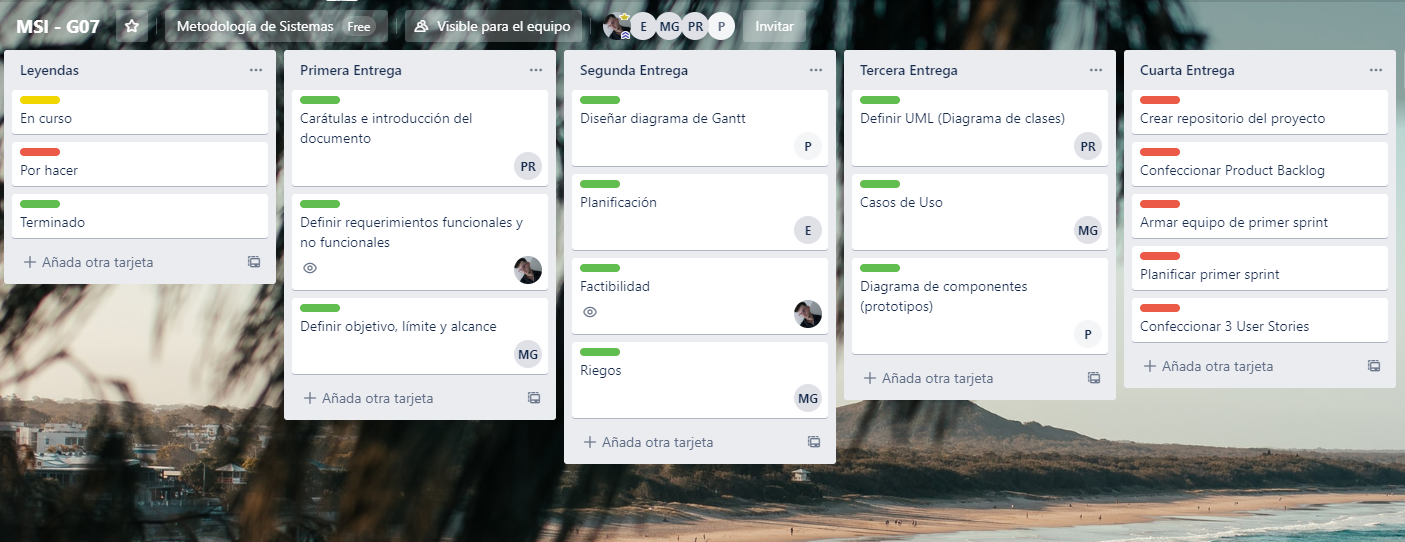 MSI - G07
Metodología de Sistemas Free
Visible para el equipo
E MG PR P
Invitar
Leyendas
En curso
Por hacer
Terminado
Añada otra tarjeta
Primera Entrega
Carátulas e introducción del
documento
PR
Definir requerimientos funcionales y
no funcionales
Definir objetivo, límite y alcance
MG
Añada otra tarjeta
Segunda Entrega
Diseñar diagrama de Gantt
P
Planificación
E
Factibilidad
Riegos
MG
Añada otra tarjeta
Tercera Entrega
Definir UML (Diagrama de clases)
PR
Casos de Uso
MG
Diagrama de componentes
(prototipos)
P
Añada otra tarjeta
Cuarta Entrega
Crear repositorio del proyecto
Confeccionar Product Backlog
Armar equipo de primer sprint
Planificar primer sprint
Confeccionar 3 User Stories
Añada otra tarjeta